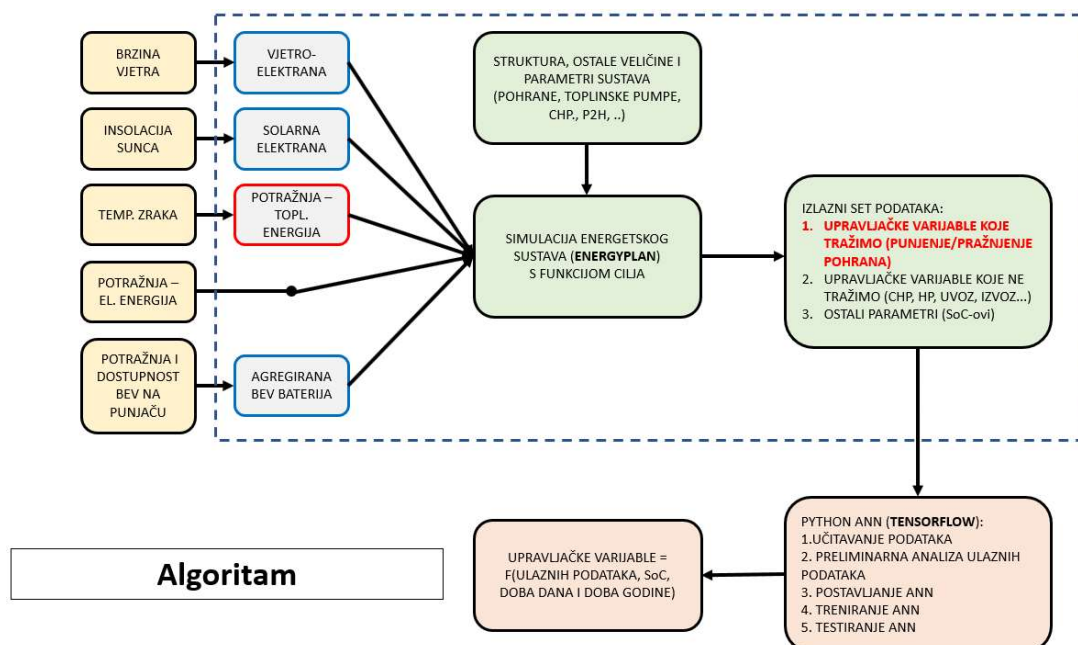 BRZINA
VJETRA
VJETRO-
ELEKTRANA
STRUKTURA, OSTALE VELIČINE I
PARAMETRI SUSTAVA
(POHRANE, TOPLINSKE PUMPE,
CHP., P2H, ..)
INSOLACIJA
SUNCA
SOLARNA
ELEKTRANA
TEMP. ZRAKA
POTRAŽNJA –
TOPL.
ENERGIJA
SIMULACIJA ENERGETSKOG
SUSTAVA (ENERGYPLAN)
S FUNKCIJOM CILJA
IZLAZNI SET PODATAKA:
1. UPRAVLJAČKE VARIJABLE KOJE
TRAŽIMO (PUNJENJE/PRAŽNJENJE
POHRANA)
2. UPRAVLJAČKE VARIJABLE KOJE NE
TRAŽIMO (CHP, HP, UVOZ, IZVOZ...)
3. OSTALI PARAMETRI (SoC-ovi)
POTRAŽNJA –
EL. ENERGIJA
POTRAŽNJA I
DOSTUPNOST
BEV NA
PUNJAČU
AGREGIRANA
BEV BATERIJA
Algoritam
UPRAVLJAČKE VARIJABLE =
F(ULAZNIH PODATAKA, SoC,
DOBA DANA I DOBA GODINE)
PYTHON ANN (TENSORFLOW):
1.UČITAVANJE PODATAKA
2. PRELIMINARNA ANALIZA ULAZNIH
PODATAKA
3. POSTAVLJANJE ANN
4. TRENIRANJE ANN
5. TESTIRANJE ANN